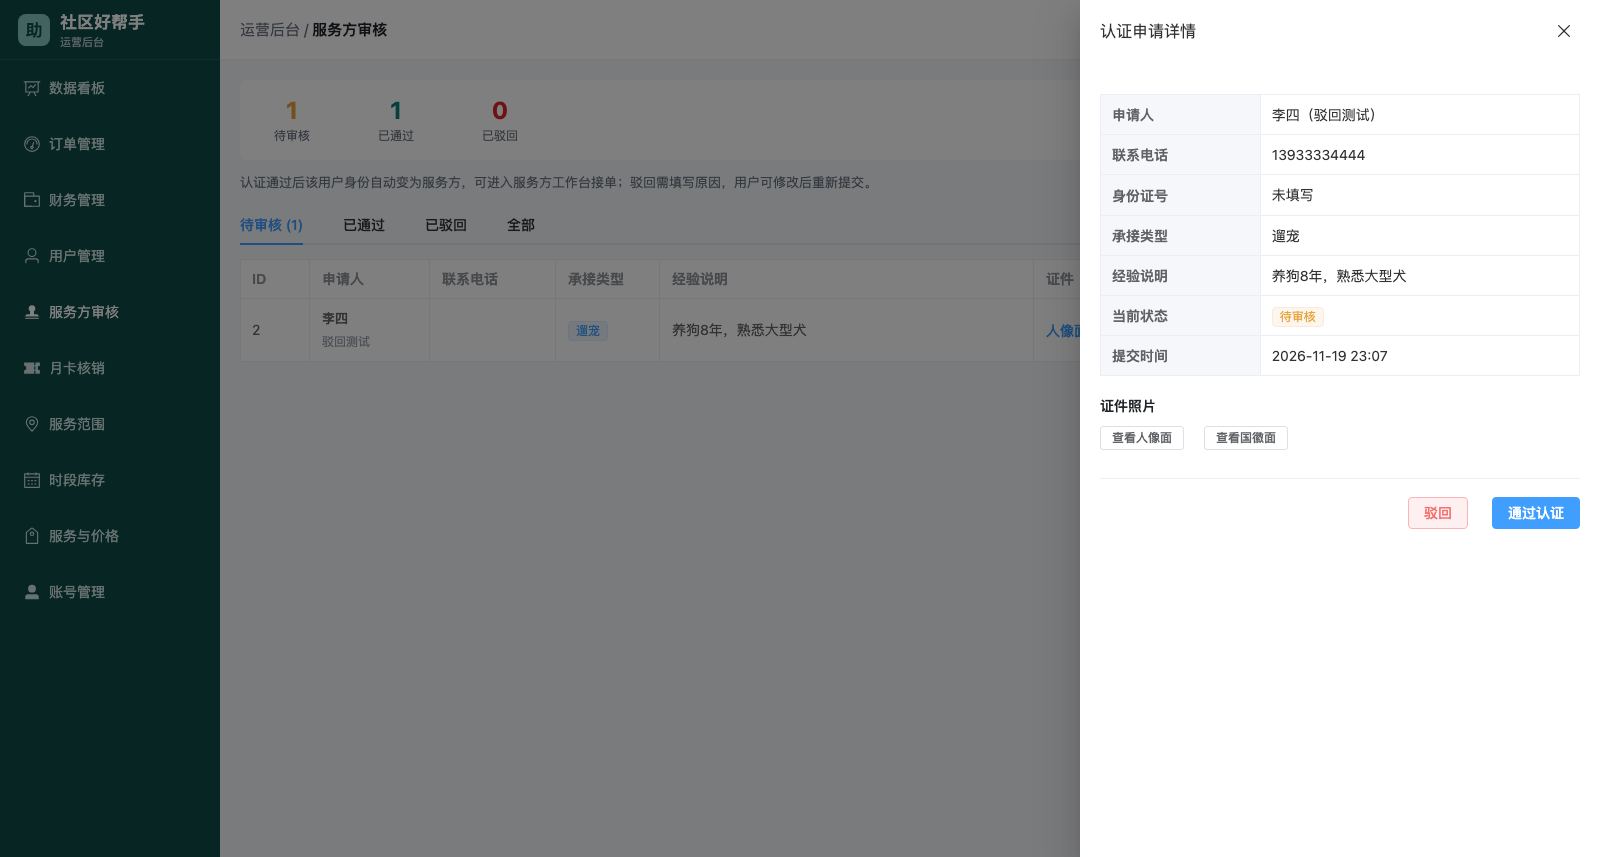 助
社区好帮手
运营后台
数据看板
订单管理
财务管理
用户管理
服务方审核
月卡核销
服务范围
时段库存
服务与价格
账号管理
运营后台 / 服务方审核
1 1 0
待审核 已通过 已驳回
认证通过后该用户身份自动变为服务方，可进入服务方工作台接单；驳回需填写原因，用户可修改后重新提交。
待审核 (1) 已通过 已驳回 全部
ID 申请人 联系电话 承接类型 经验说明 证件
2 李四 遛宠 养狗8年，熟悉大型犬 人像
驳回测试
认证申请详情
申请人 李四（驳回测试）
联系电话 13933334444
身份证号 未填写
承接类型 遛宠
经验说明 养狗8年，熟悉大型犬
当前状态 待审核
提交时间 2026-11-19 23:07
证件照片
查看人像面 查看国徽面
驳回 通过认证